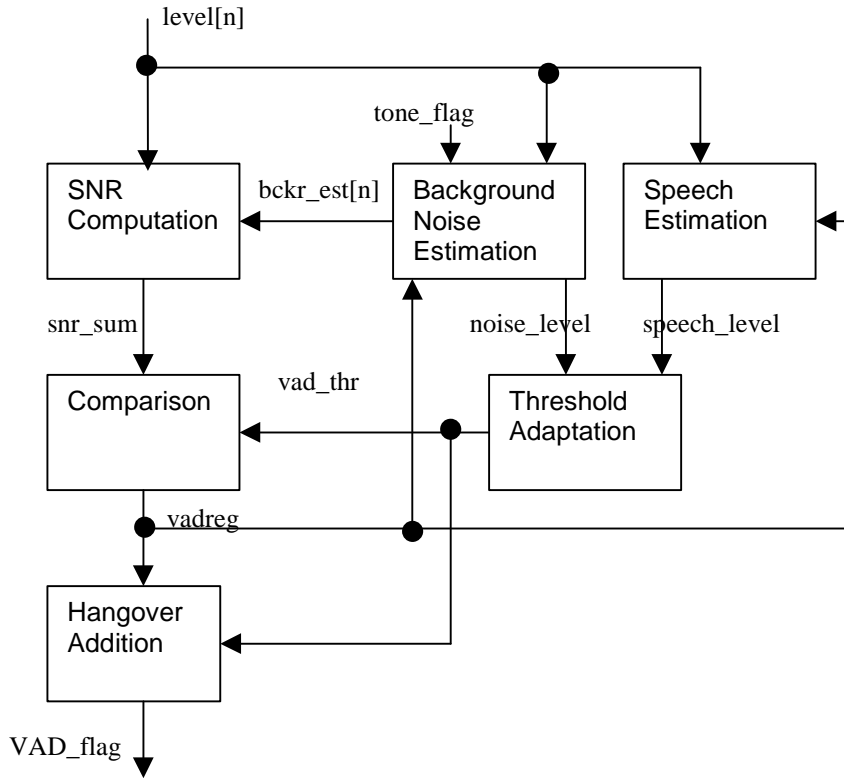 level[n]
tone_flag
SNR
Computation
bckr_est[n]
Background
Noise
Estimation
Speech
Estimation
snr_sum
noise_level
speech_level
Comparison
vad_thr
Threshold
Adaptation
vadreg
Hangover
Addition
VAD_flag